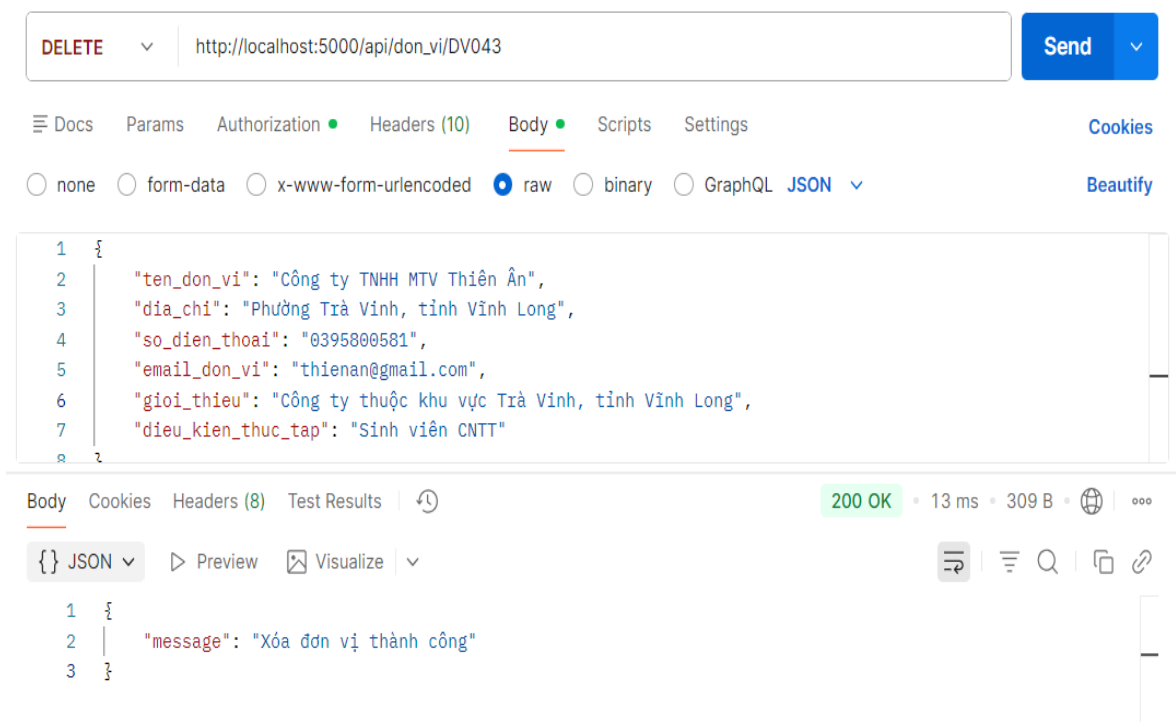 DELETE http://localhost:5000/api/don_vi/DV043 Send
Docs Params Authorization Headers (10) Body Scripts Settings Cookies
none form-data x-www-form-urlencoded raw binary GraphQL JSON Beautify
1 {
2 "ten_don_vi": "Công ty TNHH MTV Thiên Ân",
3 "dia_chi": "Phường Trà Vinh, tỉnh Vĩnh Long",
4 "so_dien_thoai": "0395800581",
5 "email_don_vi": "thienan@gmail.com",
6 "gioi_thieu": "Công ty thuộc khu vực Trà Vinh, tỉnh Vĩnh Long",
7 "dieu_kien_thuc_tap": "Sinh viên CNTT"
8 }
Body Cookies Headers (8) Test Results 200 OK • 13 ms • 309 B •
{} JSON Preview Visualize
1 {
2 "message": "Xóa đơn vị thành công"
3 }